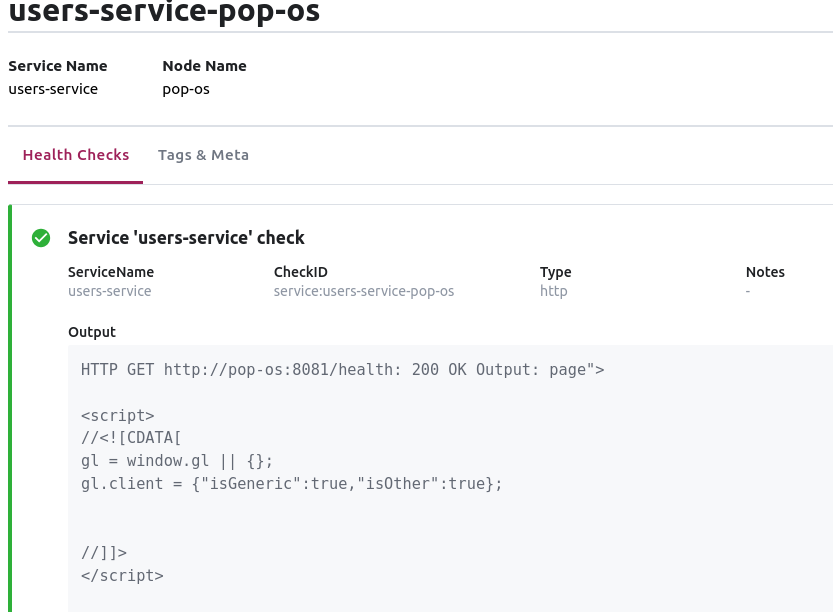 users-service-pop-os
Service Name Node Name
users-service pop-os
Health Checks Tags & Meta
Service 'users-service' check
ServiceName CheckID Type Notes
users-service service:users-service-pop-os http -
Output
HTTP GET http://pop-os:8081/health: 200 OK Output: page">
<script>
//<![CDATA[
gl = window.gl || {};
gl.client = {"isGeneric":true,"isOther":true};
//]]>
</script>